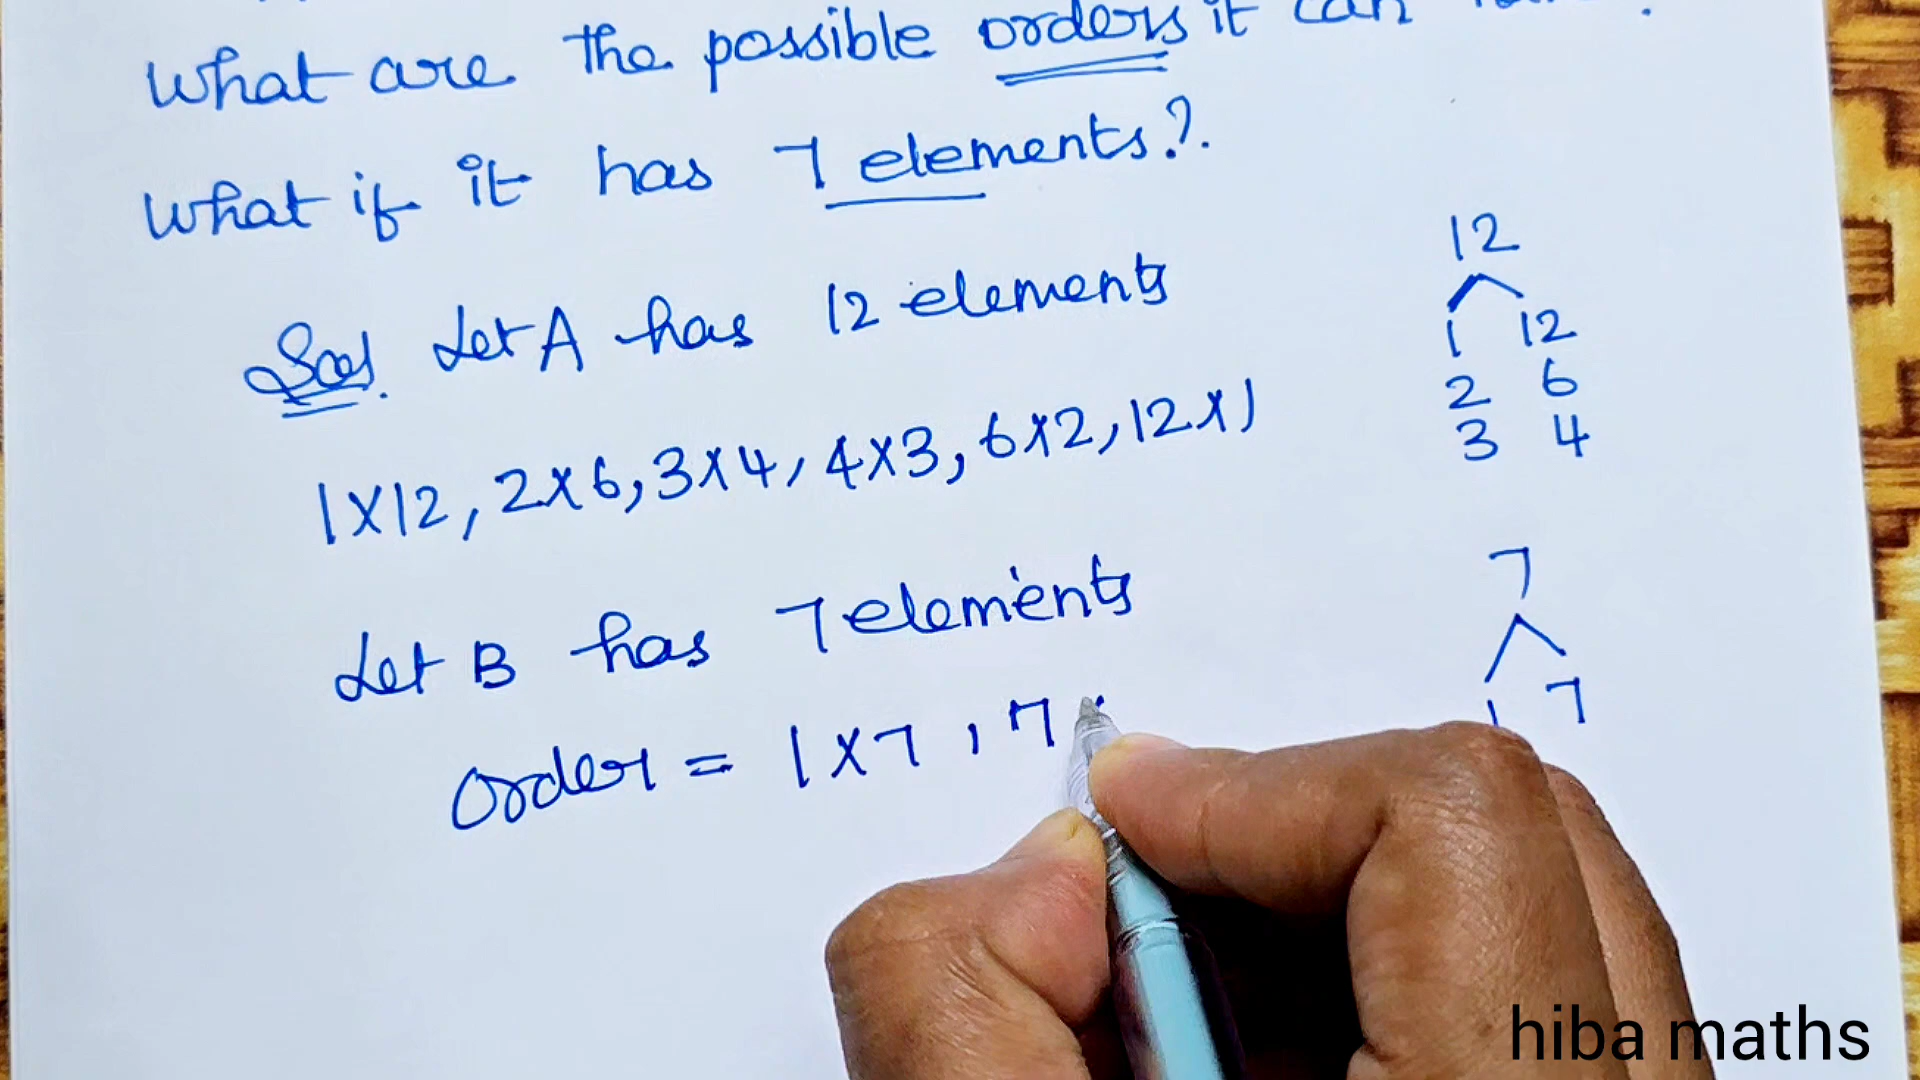 What are the possible orders it can
What if it has 7 elements?.
Sol. Let A has 12 elements
1X12, 2X6, 3X4, 4X3, 6X2, 12X1
12
1 12
2 6
3 4
Let B has 7 elements
order = 1X7, 7
7
1 7
hiba maths